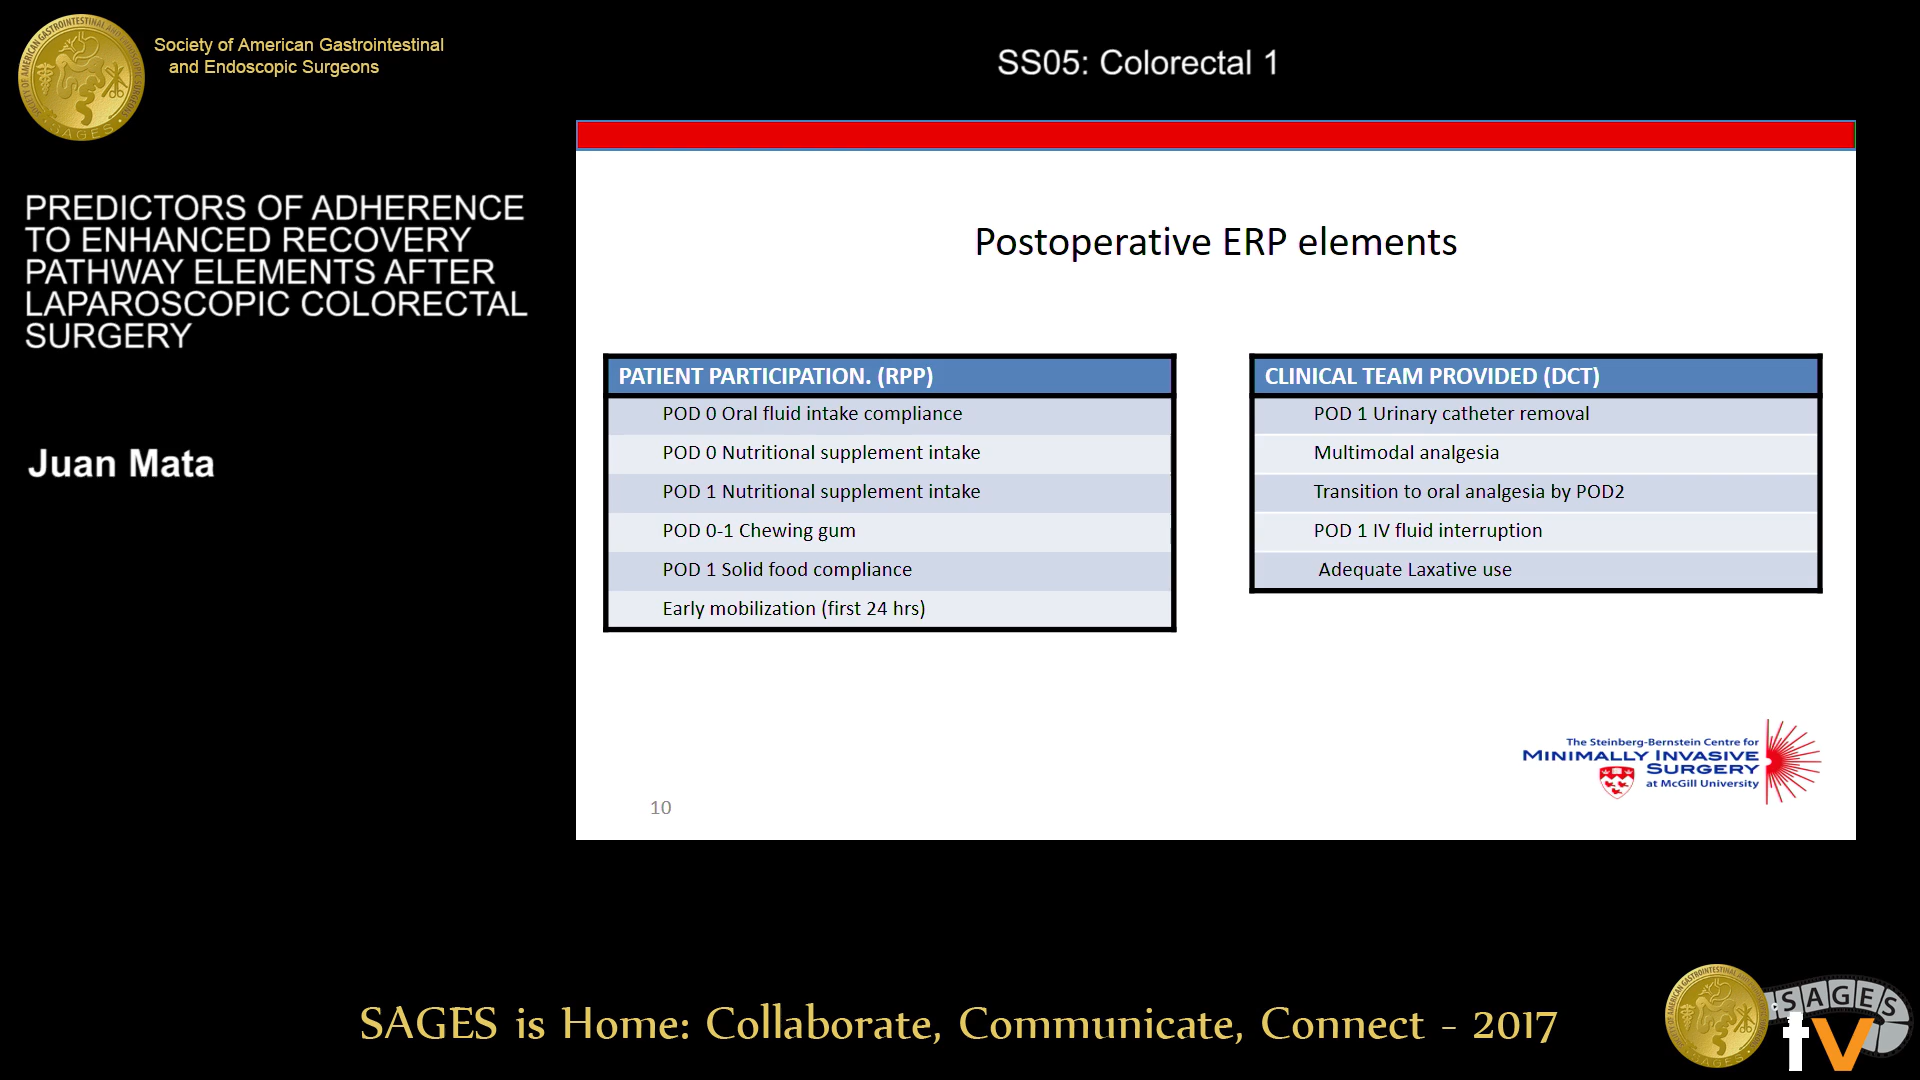 Society of American Gastrointestinal
and Endoscopic Surgeons
SS05: Colorectal 1
PREDICTORS OF ADHERENCE
TO ENHANCED RECOVERY
PATHWAY ELEMENTS AFTER
LAPAROSCOPIC COLORECTAL
SURGERY
Juan Mata
Postoperative ERP elements
PATIENT PARTICIPATION. (RPP)
POD 0 Oral fluid intake compliance
POD 0 Nutritional supplement intake
POD 1 Nutritional supplement intake
POD 0-1 Chewing gum
POD 1 Solid food compliance
Early mobilization (first 24 hrs)
CLINICAL TEAM PROVIDED (DCT)
POD 1 Urinary catheter removal
Multimodal analgesia
Transition to oral analgesia by POD2
POD 1 IV fluid interruption
Adequate Laxative use
The Steinberg-Bernstein Centre for
MINIMALLY INVASIVE
SURGERY
at McGill University
10
SAGES is Home: Collaborate, Communicate, Connect - 2017
SAGES
tv